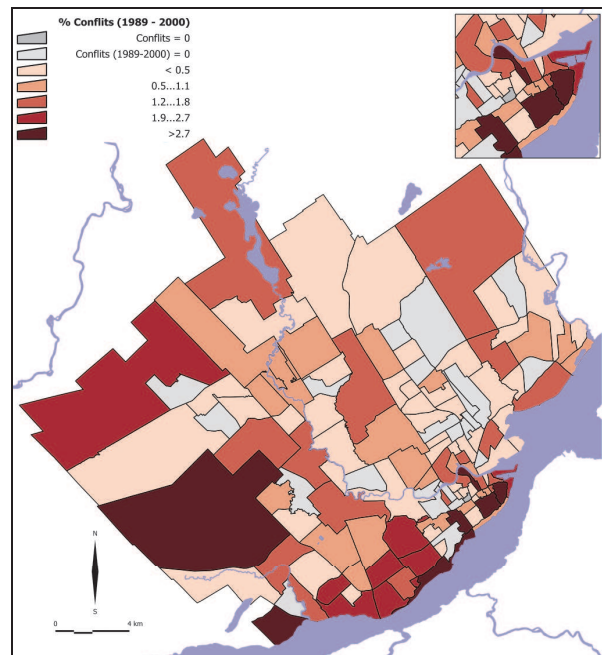 % Conflits (1989 - 2000)
Conflits = 0
Conflits (1989-2000) = 0
< 0.5
0.5...1.1
1.2...1.8
1.9...2.7
>2.7
N
S
0 4 km